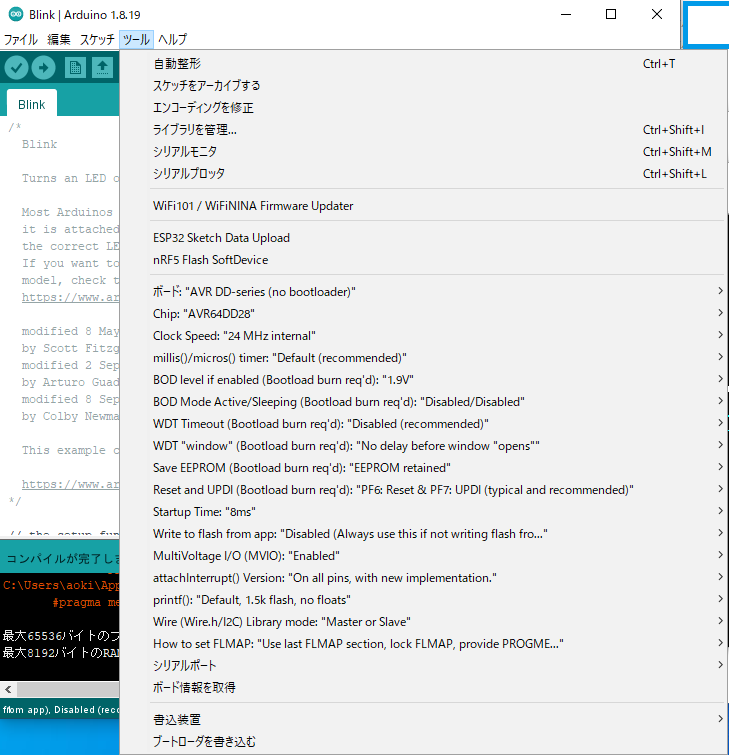 Blink | Arduino 1.8.19
ファイル 編集 スケッチ ツール ヘルプ
Blink
/*
Blink
Turns an LED o
Most Arduinos
it is attached
the correct LE
If you want to
model, check t
https://www.ar
modified 8 May
by Scott Fitzg
modified 2 Sep
by Arturo Guad
modified 8 Sep
by Colby Newma
This example c
https://www.ar
*/
// the setup fun
コンパイルが完了しま
C:\Users\aoki\App
#pragma me
最大65536バイトのフ
最大8192バイトのRAM
ffrom app), Disabled (reco
自動整形 Ctrl+T
スケッチをアーカイブする
エンコーディングを修正
ライブラリを管理... Ctrl+Shift+I
シリアルモニタ Ctrl+Shift+M
シリアルプロッタ Ctrl+Shift+L
WiFi101 / WiFiNINA Firmware Updater
ESP32 Sketch Data Upload
nRF5 Flash SoftDevice
ボード: "AVR DD-series (no bootloader)"
Chip: "AVR64DD28"
Clock Speed: "24 MHz internal"
millis()/micros() timer: "Default (recommended)"
BOD level if enabled (Bootload burn req'd): "1.9V"
BOD Mode Active/Sleeping (Bootload burn req'd): "Disabled/Disabled"
WDT Timeout (Bootload burn req'd): "Disabled (recommended)"
WDT "window" (Bootload burn req'd): "No delay before window "opens""
Save EEPROM (Bootload burn req'd): "EEPROM retained"
Reset and UPDI (Bootload burn req'd): "PF6: Reset & PF7: UPDI (typical and recommended)"
Startup Time: "8ms"
Write to flash from app: "Disabled (Always use this if not writing flash fro..."
MultiVoltage I/O (MVIO): "Enabled"
attachInterrupt() Version: "On all pins, with new implementation."
printf(): "Default, 1.5k flash, no floats"
Wire (Wire.h/I2C) Library mode: "Master or Slave"
How to set FLMAP: "Use last FLMAP section, lock FLMAP, provide PROGME..."
シリアルポート
ボード情報を取得
書込装置
ブートローダを書き込む